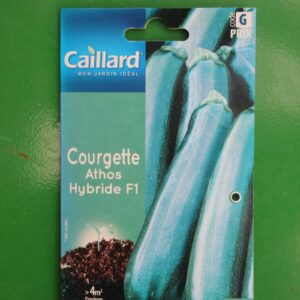 code
G
PRIX
Caillard
MON JARDIN IDÉAL
Courgette
Athos
Hybride F1
> 4m²